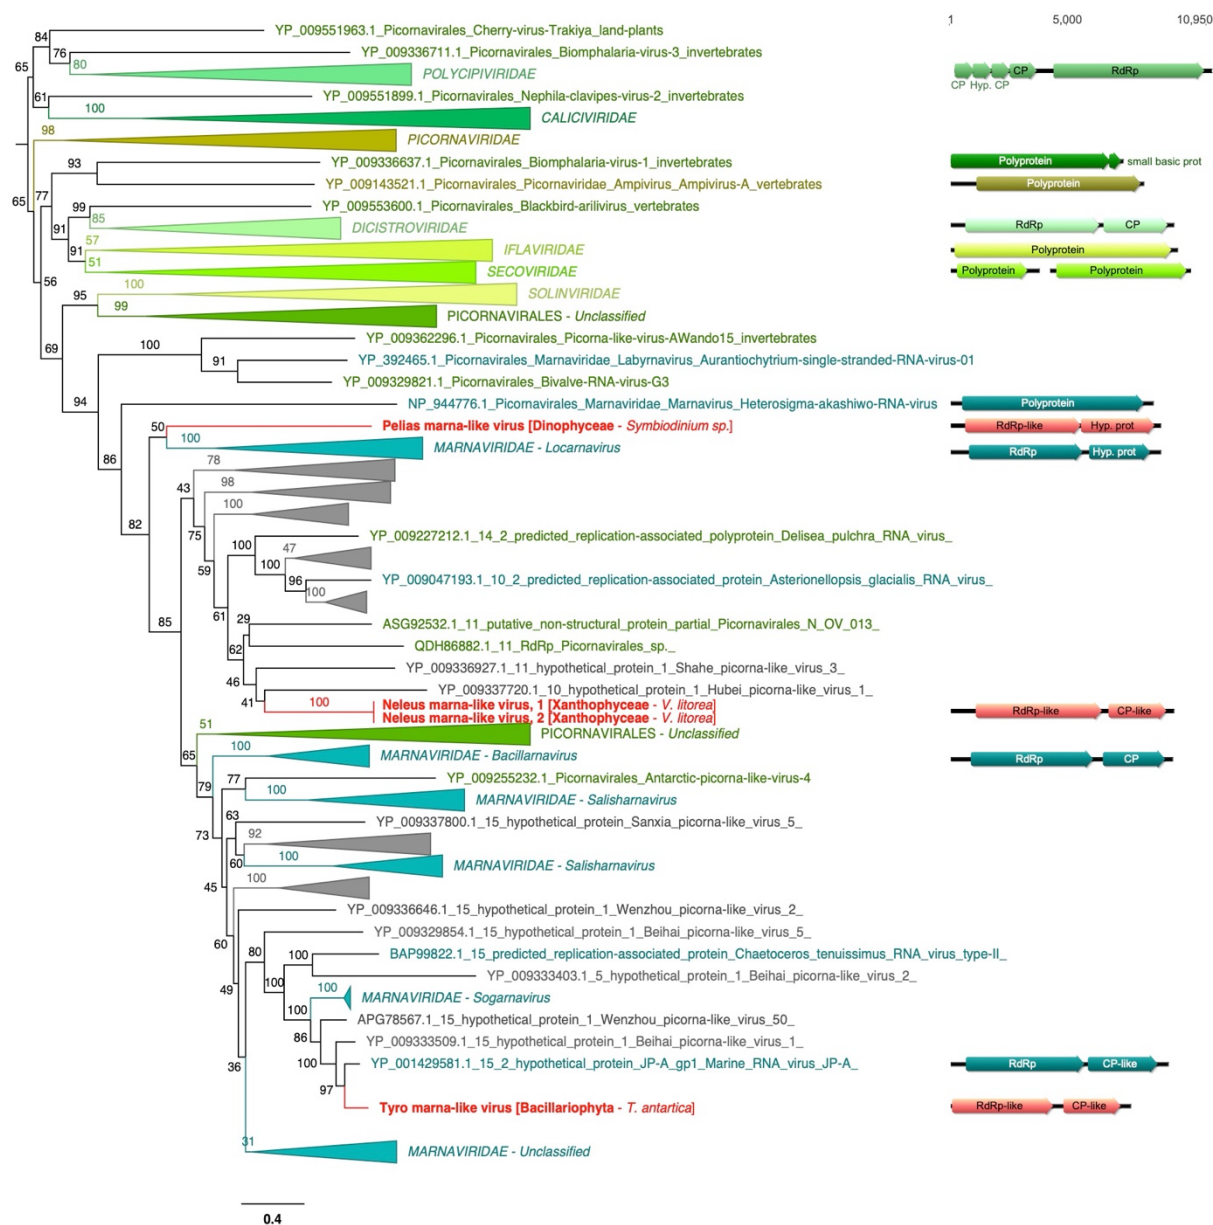 1 5,000 10,950
84 YP_009551963.1_Picornavirales_Cherry-virus-Trakiya_land-plants
76 YP_009336711.1_Picornavirales_Biomphalaria-virus-3_invertebrates
65 80 POLYCIPIVIRIDAE CP RdRp
CP Hyp. CP
61 YP_009551899.1_Picornavirales_Nephila-clavipes-virus-2_invertebrates
100 CALICIVIRIDAE
98 PICORNAVIRIDAE
93 YP_009336637.1_Picornavirales_Biomphalaria-virus-1_invertebrates Polyprotein small basic prot
77 YP_009143521.1_Picornavirales_Picornaviridae_Ampivirus_Ampivirus-A_vertebrates Polyprotein
65 99 YP_009553600.1_Picornavirales_Blackbird-arilivirus_vertebrates
91 85 DICISTROVIRIDAE RdRp CP
91 57 IFLAVIRIDAE Polyprotein
51 SECOVIRIDAE Polyprotein Polyprotein
56 95 100 SOLINVIRIDAE
99 PICORNAVIRALES - Unclassified
69 100 YP_009362296.1_Picornavirales_Picorna-like-virus-AWando15_invertebrates
91 YP_392465.1_Picornavirales_Marnaviridae_Labyrnavirus_Aurantiochytrium-single-stranded-RNA-virus-01
YP_009329821.1_Picornavirales_Bivalve-RNA-virus-G3
94 NP_944776.1_Picornavirales_Marnaviridae_Marnavirus_Heterosigma-akashiwo-RNA-virus Polyprotein
50 Pelias marna-like virus [Dinophyceae - Symbiodinium sp.] RdRp-like Hyp. prot
100 MARNAVIRIDAE - Locarnavirus RdRp Hyp. prot
86 78
43 98
100
82 75
100 YP_009227212.1_14_2_predicted_replication-associated_polyprotein_Delisea_pulchra_RNA_virus_
100 47
59 96 YP_009047193.1_10_2_predicted_replication-associated_protein_Asterionellopsis_glacialis_RNA_virus_
100
61 29 ASG92532.1_11_putative_non-structural_protein_partial_Picornavirales_N_OV_013_
85 62 QDH86882.1_11_RdRp_Picornavirales_sp._
46 YP_009336927.1_11_hypothetical_protein_1_Shahe_picorna-like_virus_3_
41 YP_009337720.1_10_hypothetical_protein_1_Hubei_picorna-like_virus_1_
100 Neleus marna-like virus, 1 [Xanthophyceae - V. litorea] RdRp-like CP-like
Neleus marna-like virus, 2 [Xanthophyceae - V. litorea]
51 PICORNAVIRALES - Unclassified
65 100 MARNAVIRIDAE - Bacillarnavirus RdRp CP
79 77 YP_009255232.1_Picornavirales_Antarctic-picorna-like-virus-4
100 MARNAVIRIDAE - Salisharnavirus
73 63 YP_009337800.1_15_hypothetical_protein_Sanxia_picorna-like_virus_5_
92
60 100 MARNAVIRIDAE - Salisharnavirus
45 100
YP_009336646.1_15_hypothetical_protein_1_Wenzhou_picorna-like_virus_2_
60 YP_009329854.1_15_hypothetical_protein_1_Beihai_picorna-like_virus_5_
80 100 BAP99822.1_15_predicted_replication-associated_protein_Chaetoceros_tenuissimus_RNA_virus_type-II_
49 100 YP_009333403.1_5_hypothetical_protein_1_Beihai_picorna-like_virus_2_
100 MARNAVIRIDAE - Sogarnavirus
100 APG78567.1_15_hypothetical_protein_1_Wenzhou_picorna-like_virus_50_
86 YP_009333509.1_15_hypothetical_protein_1_Beihai_picorna-like_virus_1_
36 100 YP_001429581.1_15_2_hypothetical_protein_JP-A_gp1_Marine_RNA_virus_JP-A_ RdRp CP-like
97 Tyro marna-like virus [Bacillariophyta - T. antartica] RdRp-like CP-like
31 MARNAVIRIDAE - Unclassified
0.4